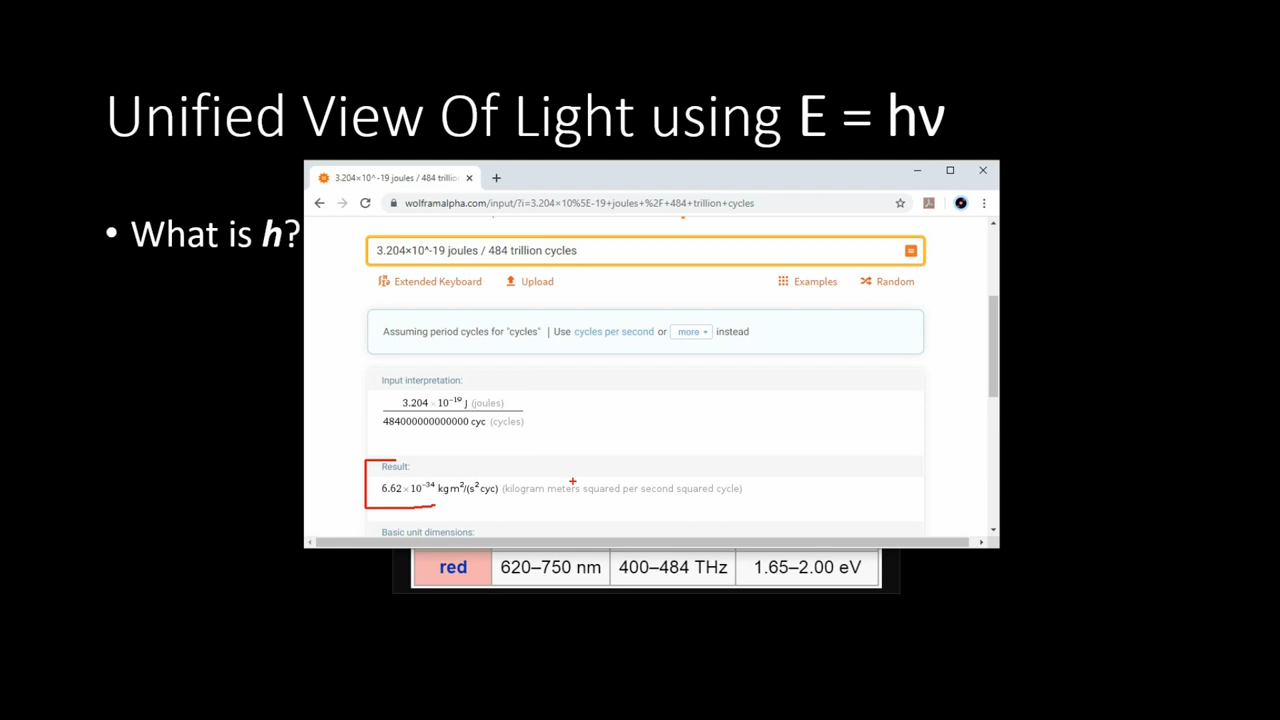 Unified View Of Light using E = hν
3.204×10^-19 joules / 484 trillio
wolframalpha.com/input/?i=3.204×10%5E-19+joules+%2F+484+trillion+cycles
• What is h?
3.204×10^-19 joules / 484 trillion cycles
Extended Keyboard Upload Examples Random
Assuming period cycles for "cycles" | Use cycles per second or more instead
Input interpretation:
3.204×10⁻¹⁹ J (joules)
484000000000000 cyc (cycles)
Result:
6.62×10⁻³⁴ kg m²/(s² cyc) (kilogram meters squared per second squared cycle)
Basic unit dimensions:
red 620–750 nm 400–484 THz 1.65–2.00 eV